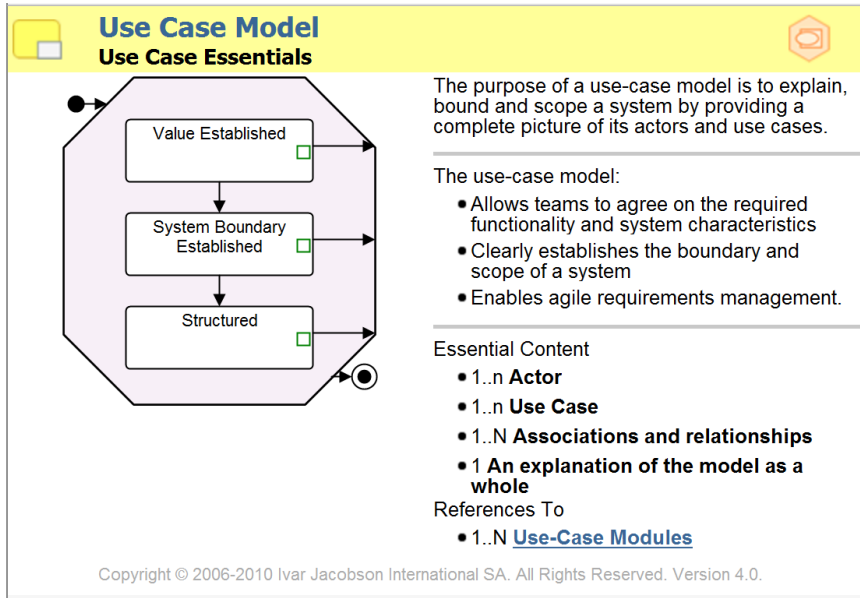 Use Case Model
Use Case Essentials
Value Established
System Boundary
Established
Structured
The purpose of a use-case model is to explain,
bound and scope a system by providing a
complete picture of its actors and use cases.
The use-case model:
Allows teams to agree on the required
functionality and system characteristics
Clearly establishes the boundary and
scope of a system
Enables agile requirements management.
Essential Content
1..n Actor
1..n Use Case
1..N Associations and relationships
1 An explanation of the model as a
whole
References To
1..N Use-Case Modules
Copyright © 2006-2010 Ivar Jacobson International SA. All Rights Reserved. Version 4.0.